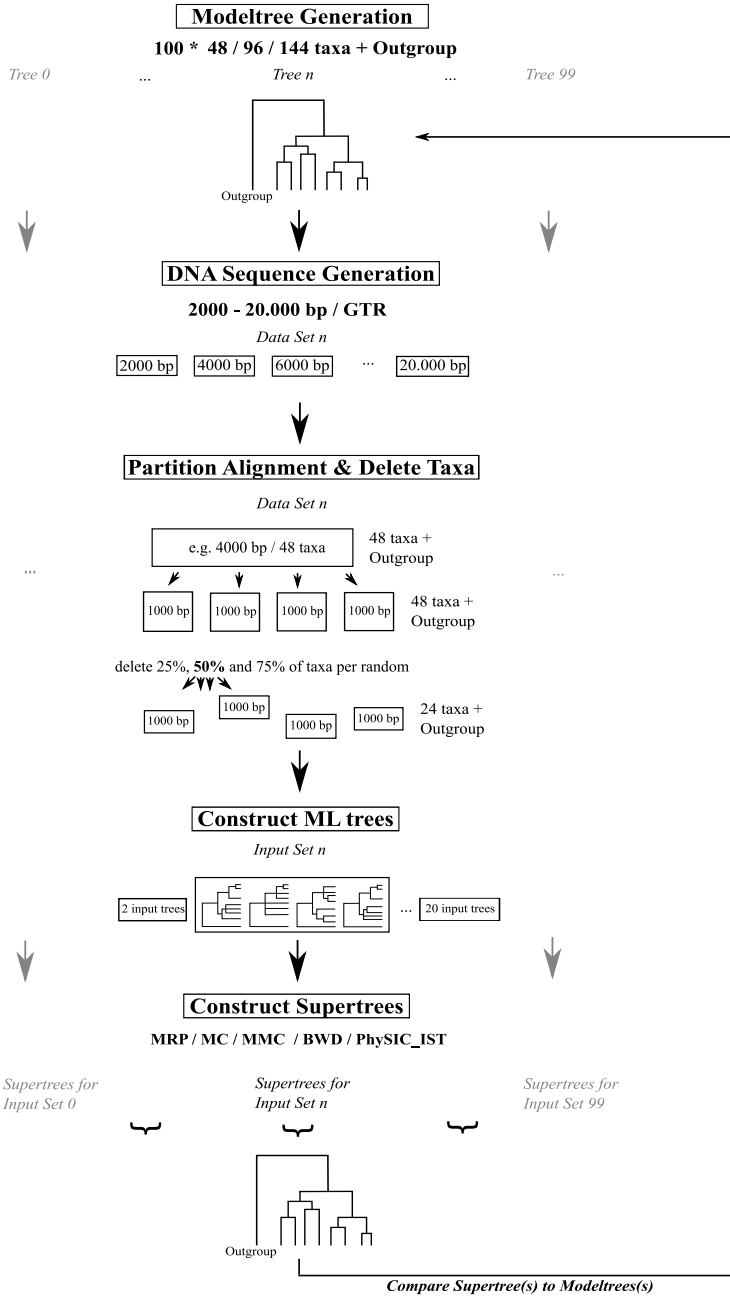 Modeltree Generation
100 * 48 / 96 / 144 taxa + Outgroup
Tree 0 ... Tree n ... Tree 99
Outgroup
DNA Sequence Generation
2000 - 20.000 bp / GTR
Data Set n
2000 bp 4000 bp 6000 bp ... 20.000 bp
Partition Alignment & Delete Taxa
Data Set n
e.g. 4000 bp / 48 taxa
48 taxa +
Outgroup
... ...
1000 bp 1000 bp 1000 bp 1000 bp
48 taxa +
Outgroup
delete 25%, 50% and 75% of taxa per random
1000 bp 1000 bp 1000 bp 1000 bp
24 taxa +
Outgroup
Construct ML trees
Input Set n
2 input trees ... 20 input trees
Construct Supertrees
MRP / MC / MMC / BWD / PhySIC_IST
Supertrees for
Input Set 0
Supertrees for
Input Set n
Supertrees for
Input Set 99
Outgroup
Compare Supertree(s) to Modeltrees(s)